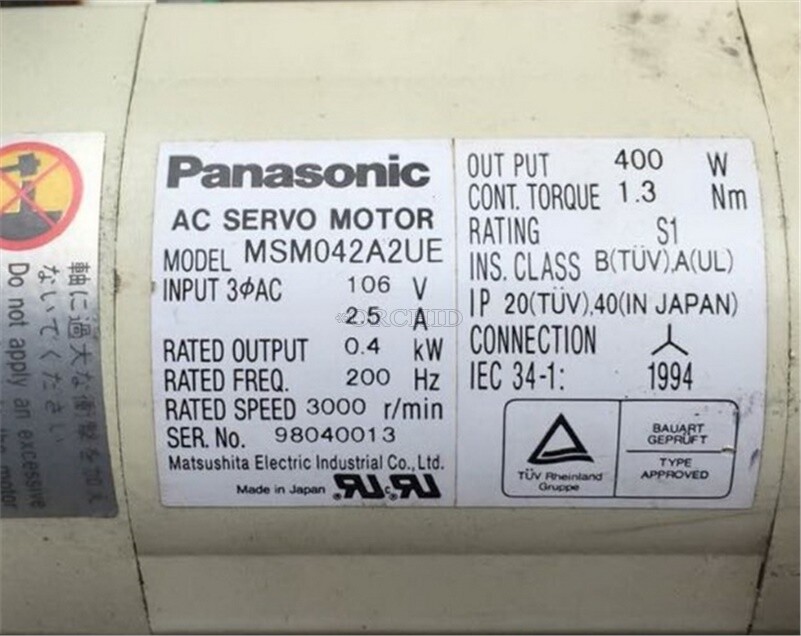 Panasonic
AC SERVO MOTOR
MODEL MSM042A2UE
INPUT 3φAC 106 V
2.5 A
RATED OUTPUT 0.4 kW
RATED FREQ. 200 Hz
RATED SPEED 3000 r/min
SER. No. 98040013
Matsushita Electric Industrial Co., Ltd.
Made in Japan
OUT PUT 400 W
CONT. TORQUE 1.3 Nm
RATING S1
INS. CLASS B(TÜV),A(UL)
IP 20(TÜV),40(IN JAPAN)
CONNECTION
IEC 34-1: 1994
TÜV Rheinland
Gruppe
BAUART
GEPRÜFT
TYPE
APPROVED
軸に過大な衝撃を加え
ないでください
Do not apply an excessive
the motor
ORCHID